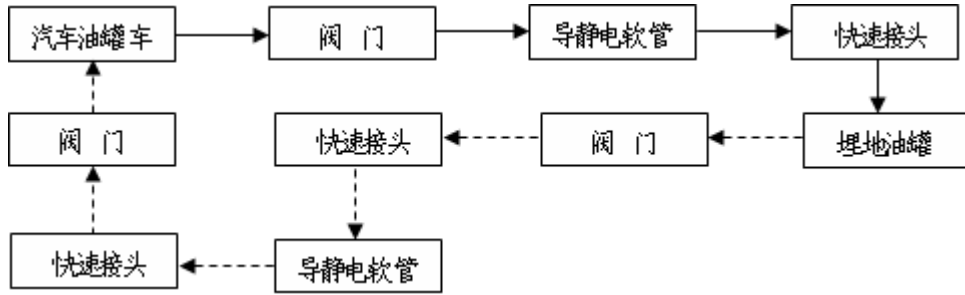 汽车油罐车
阀 门
导静电软管
快速接头
阀 门
快速接头
阀 门
埋地油罐
快速接头
导静电软管